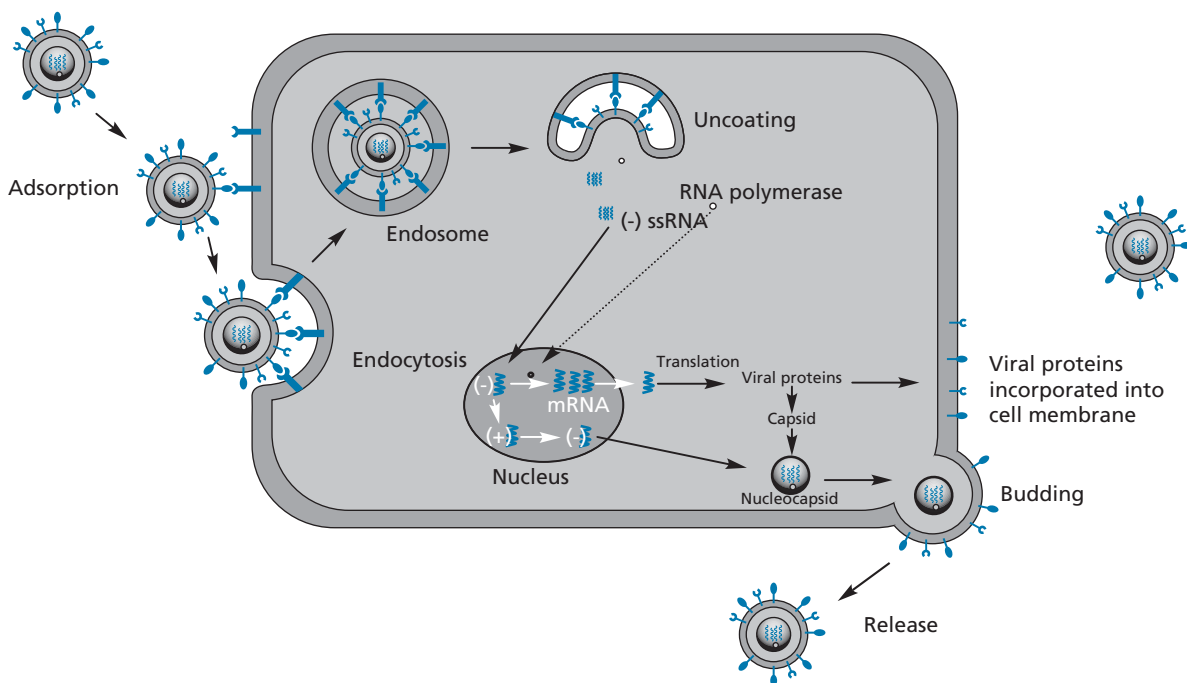 Uncoating
Adsorption
RNA polymerase
(-) ssRNA
Endosome
Endocytosis
Translation
(-)
mRNA
Viral proteins
Viral proteins
incorporated into
cell membrane
Capsid
(+)
(-)
Nucleus
Nucleocapsid
Budding
Release